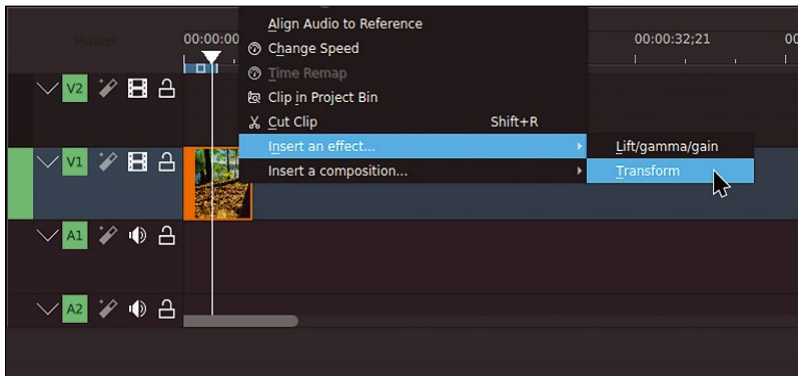 Align Audio to Reference
Master
00:00:00
00:00:32;21
00
Change Speed
Time Remap
V2
Clip in Project Bin
Cut Clip Shift+R
Insert an effect...
Lift/gamma/gain
V1
Insert a composition...
Transform
A1
A2